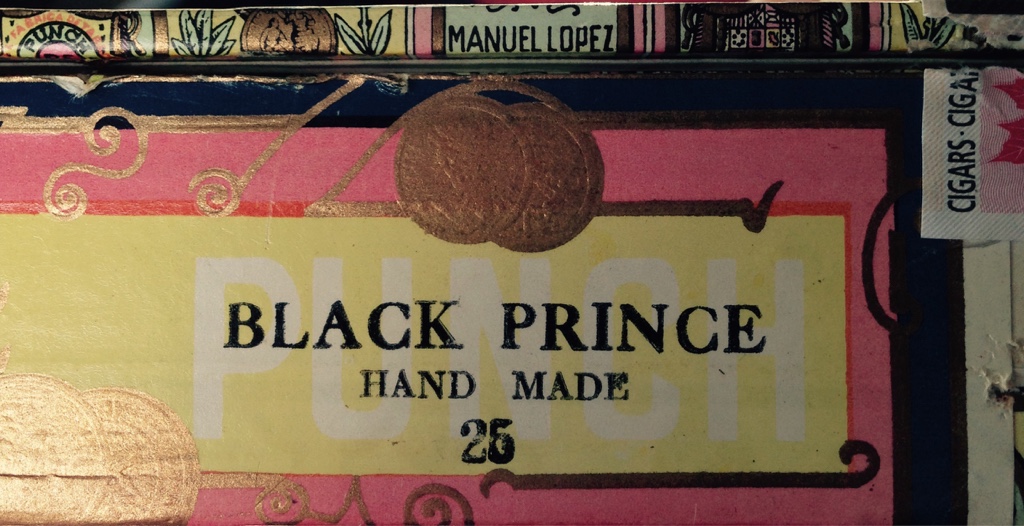 PUNCH
MANUEL LOPEZ
CIGARS · CIGA
PUNCH
BLACK PRINCE
HAND MADE
25